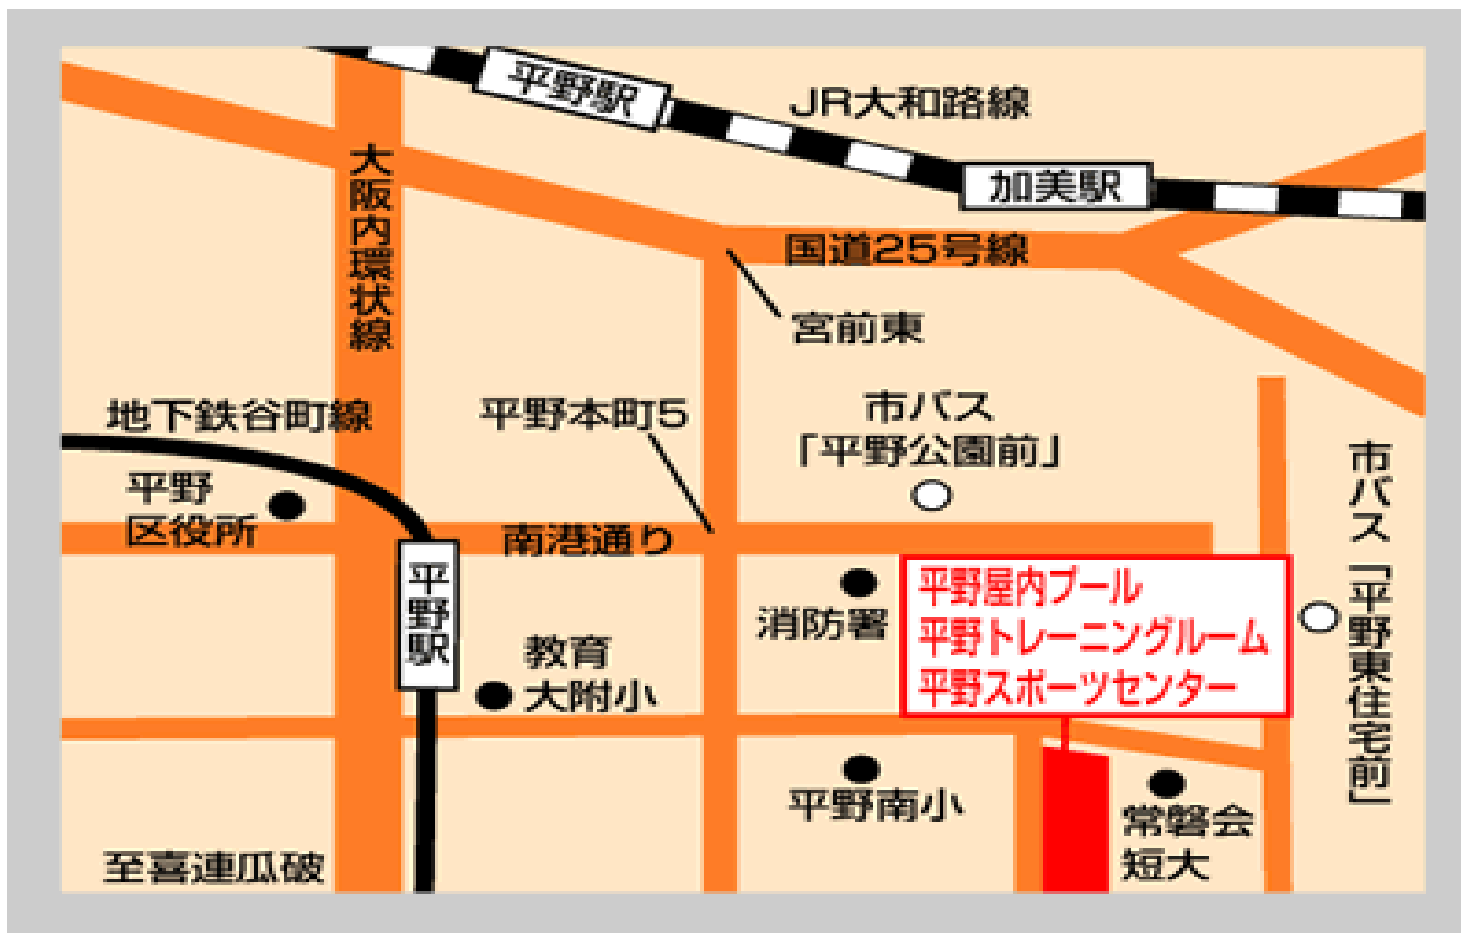 平野駅
JR大和路線
加美駅
大阪内環状線
国道25号線
宮前東
地下鉄谷町線
平野本町5
市バス
「平野公園前」
市バス「平野東住宅前」
平野
区役所
南港通り
平野駅
消防署
平野屋内プール
平野トレーニングルーム
平野スポーツセンター
教育
大附小
平野南小
常磐会
短大
至喜連瓜破